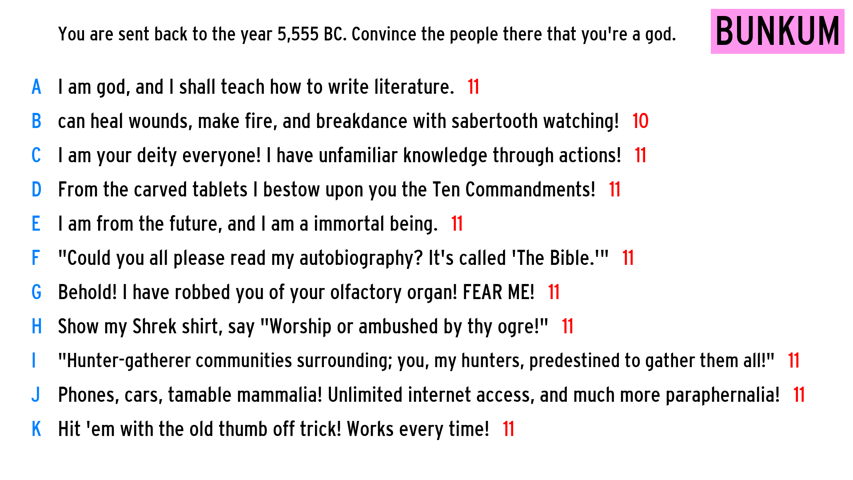 You are sent back to the year 5,555 BC. Convince the people there that you're a god.
BUNKUM
A I am god, and I shall teach how to write literature. 11
B can heal wounds, make fire, and breakdance with sabertooth watching! 10
C I am your deity everyone! I have unfamiliar knowledge through actions! 11
D From the carved tablets I bestow upon you the Ten Commandments! 11
E I am from the future, and I am a immortal being. 11
F "Could you all please read my autobiography? It's called 'The Bible.'" 11
G Behold! I have robbed you of your olfactory organ! FEAR ME! 11
H Show my Shrek shirt, say "Worship or ambushed by thy ogre!" 11
I "Hunter-gatherer communities surrounding; you, my hunters, predestined to gather them all!" 11
J Phones, cars, tamable mammalia! Unlimited internet access, and much more paraphernalia! 11
K Hit 'em with the old thumb off trick! Works every time! 11